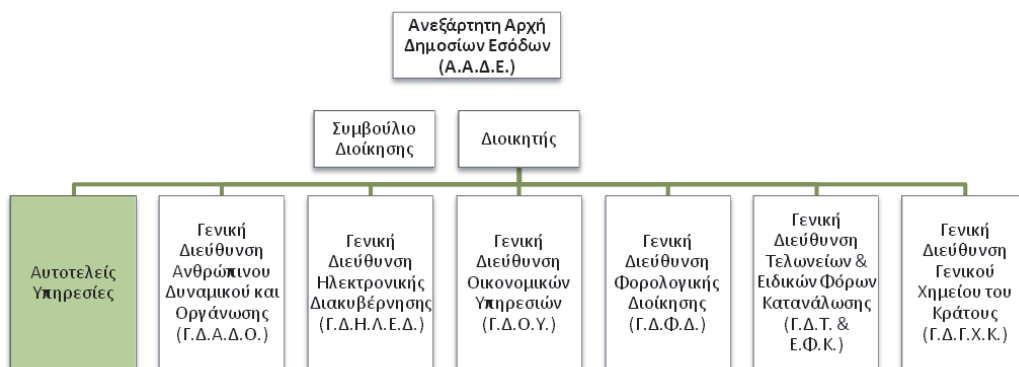 Ανεξάρτητη Αρχή
Δημοσίων Εσόδων
(Α.Α.Δ.Ε.)
Συμβούλιο
Διοίκησης
Διοικητής
Αυτοτελείς
Υπηρεσίες
Γενική
Διεύθυνση
Ανθρώπινου
Δυναμικού και
Οργάνωσης
(Γ.Δ.Α.Δ.Ο.)
Γενική
Διεύθυνση
Ηλεκτρονικής
Διακυβέρνησης
(Γ.Δ.Η.Λ.Ε.Δ.)
Γενική
Διεύθυνση
Οικονομικών
Υπηρεσιών
(Γ.Δ.Ο.Υ.)
Γενική
Διεύθυνση
Φορολογικής
Διοίκησης
(Γ.Δ.Φ.Δ.)
Γενική
Διεύθυνση
Τελωνείων &
Ειδικών Φόρων
Κατανάλωσης
(Γ.Δ.Τ. &
Ε.Φ.Κ.)
Γενική
Διεύθυνση
Γενικού
Χημείου του
Κράτους
(Γ.Δ.Γ.Χ.Κ.)